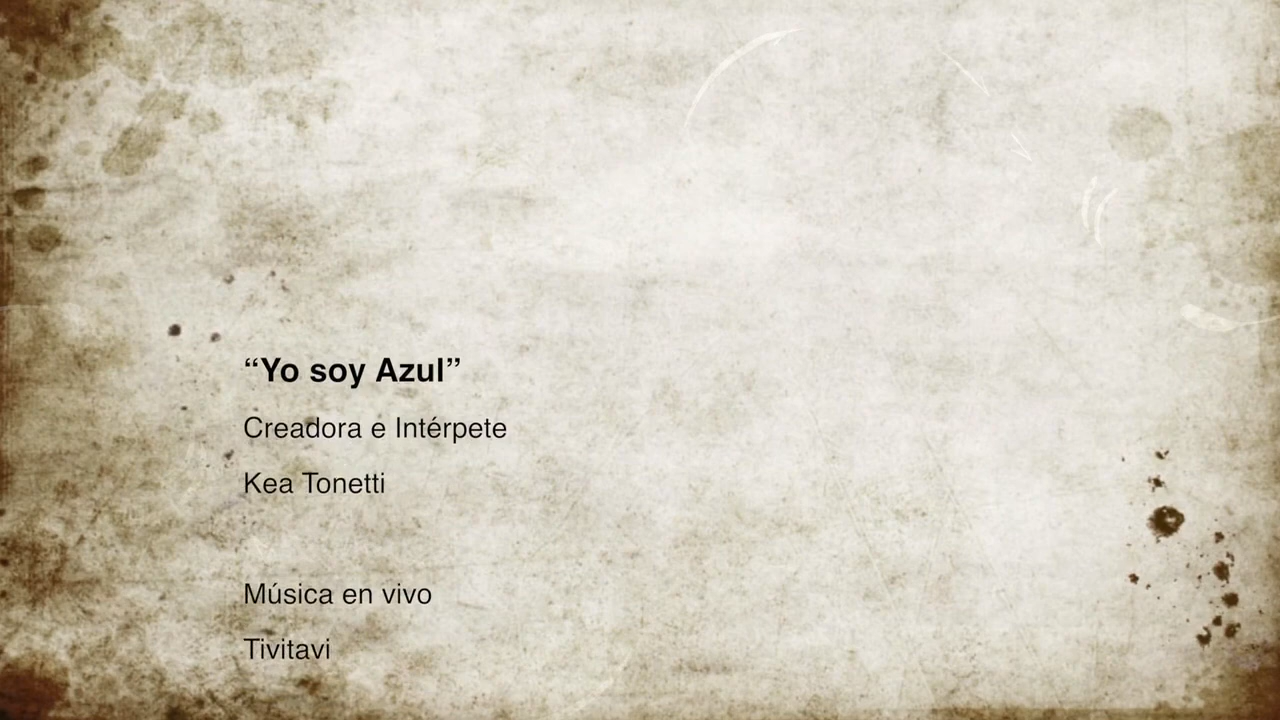 “Yo soy Azul”
Creadora e Intérpete
Kea Tonetti
Música en vivo
Tivitavi